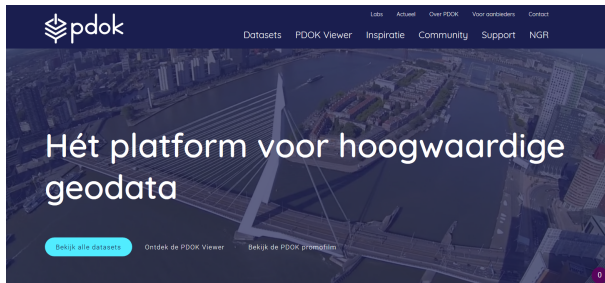 pdok
Labs Actueel Over PDOK Voor aanbieders Contact
Datasets PDOK Viewer Inspiratie Community Support NGR
Hét platform voor hoogwaardige
geodata
Bekijk alle datasets Ontdek de PDOK Viewer Bekijk de PDOK promofilm
0